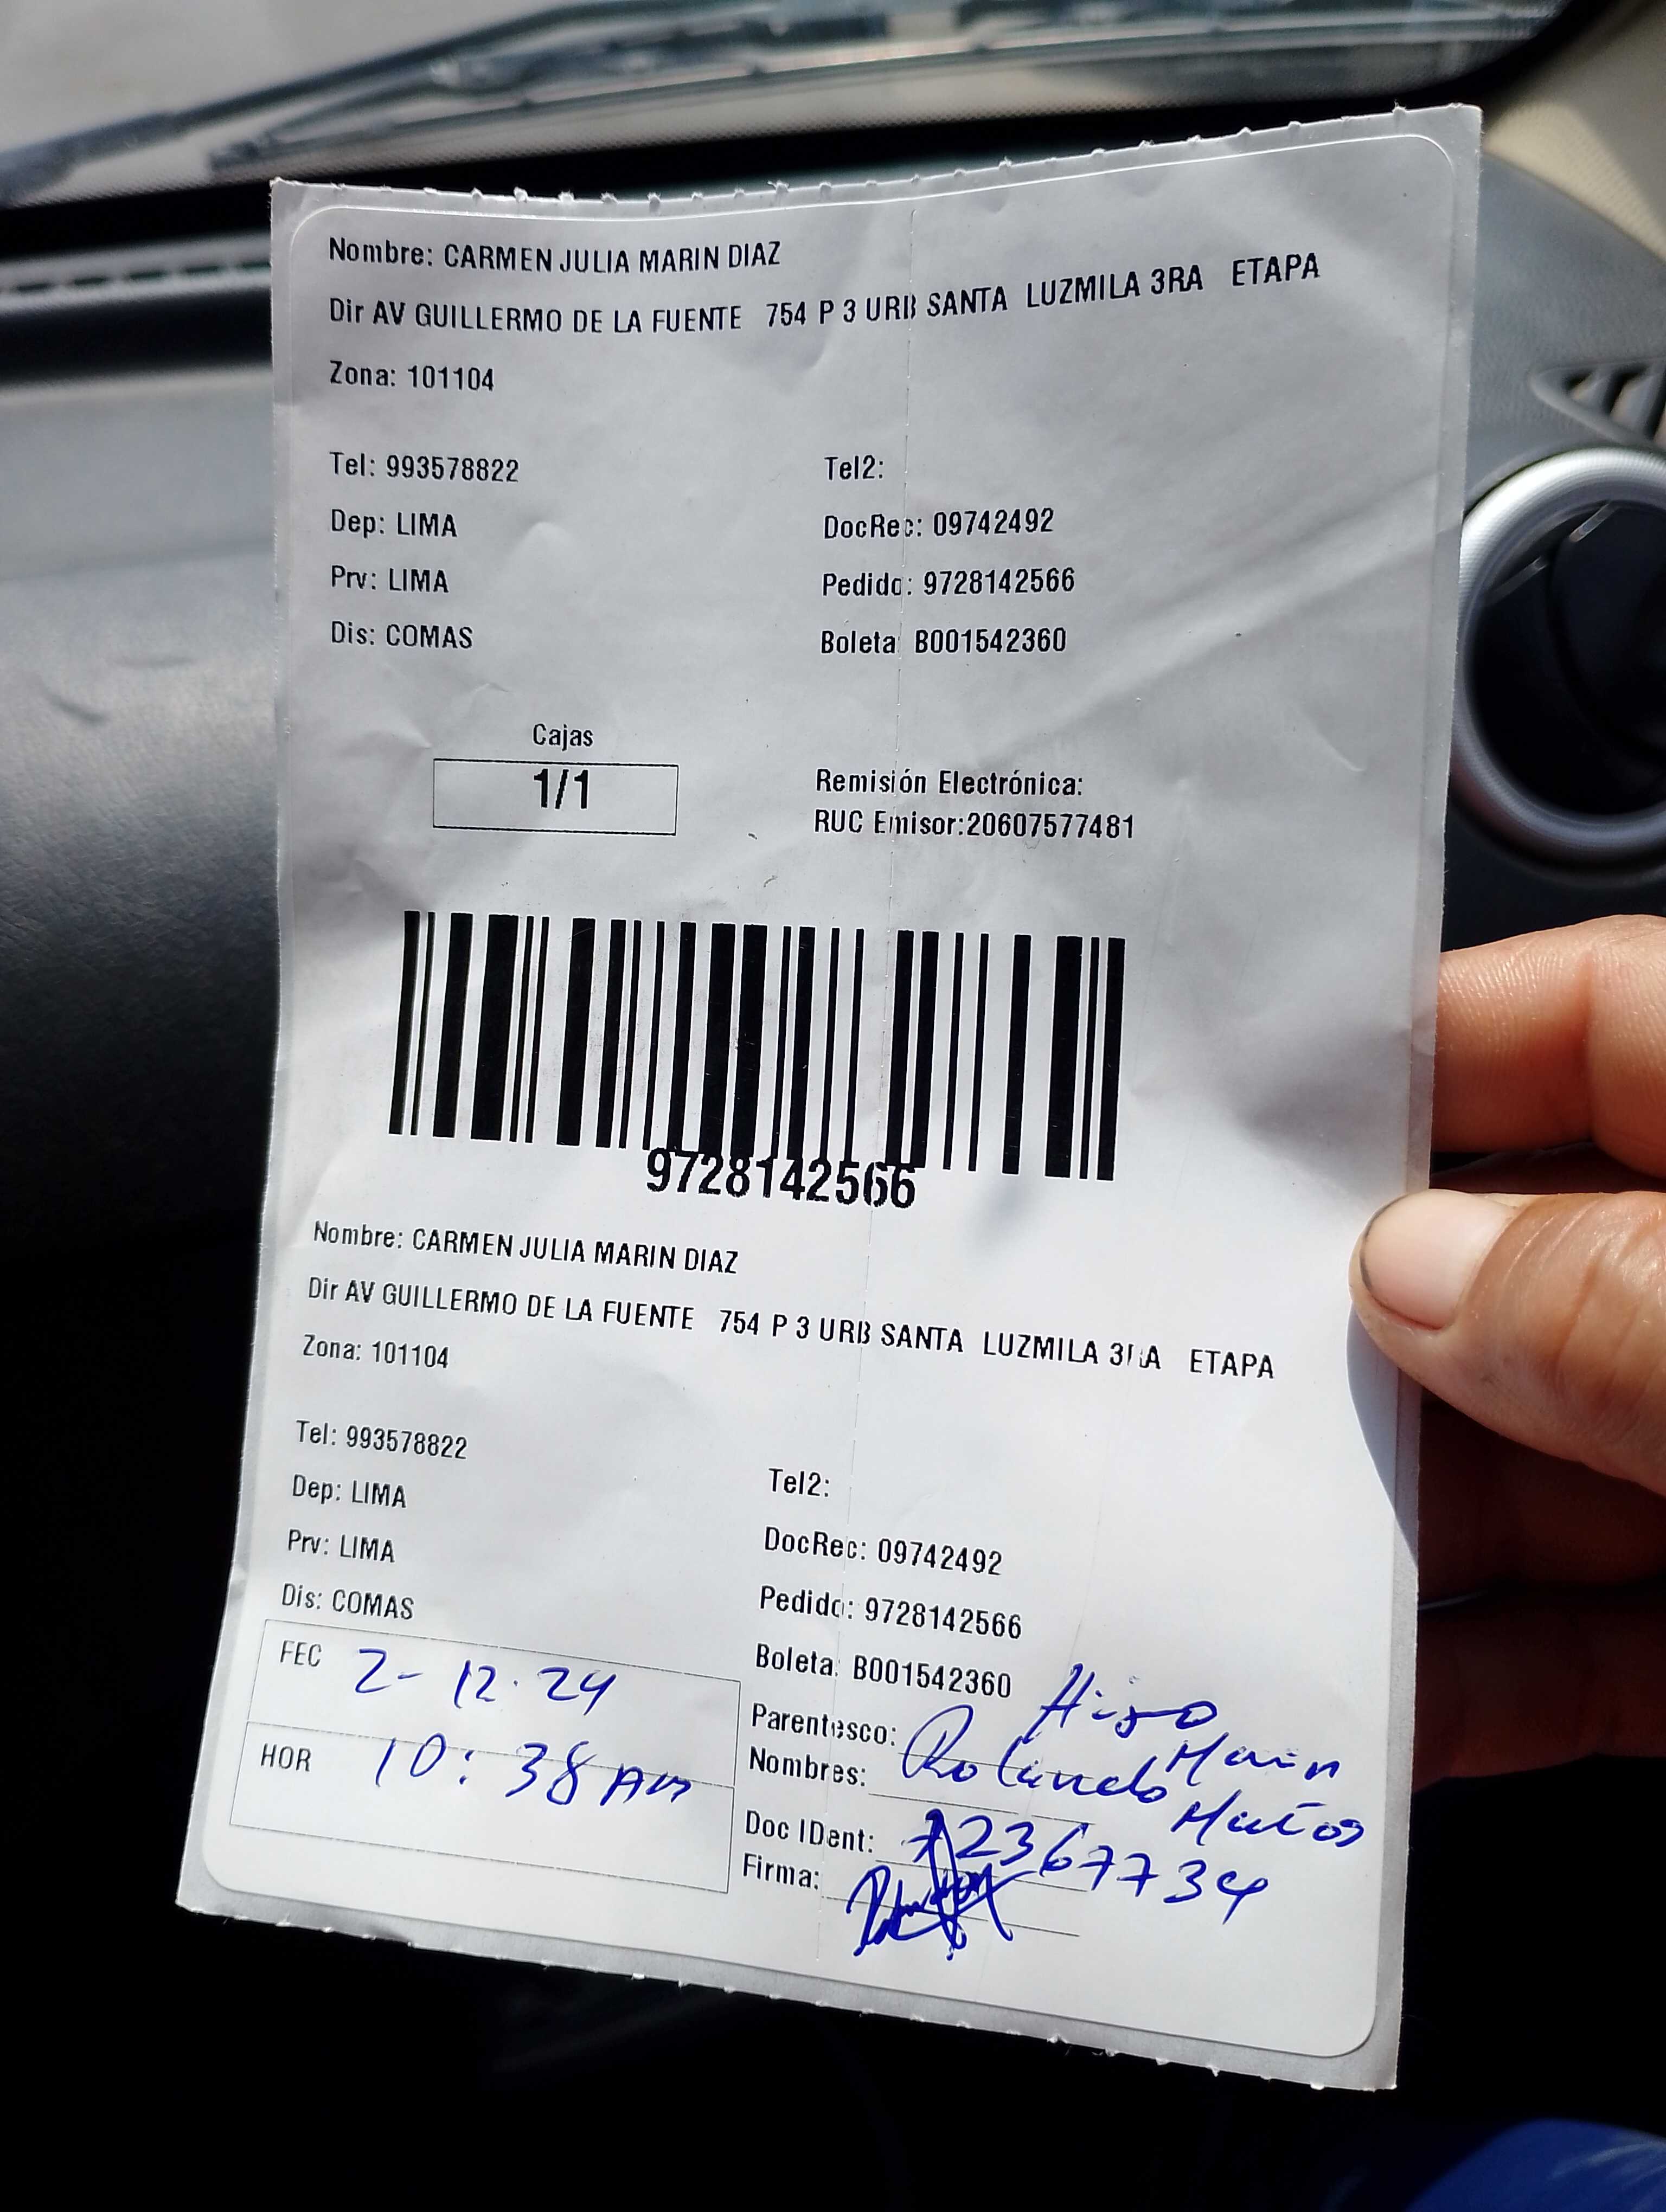 Nombre: CARMEN JULIA MARIN DIAZ
Dir AV GUILLERMO DE LA FUENTE 754 P 3 URB SANTA LUZMILA 3RA ETAPA
Zona: 101104
Tel: 993578822 Tel2:
Dep: LIMA DocRec: 09742492
Prv: LIMA Pedido: 9728142566
Dis: COMAS Boleta: B001542360
Cajas
1/1
Remisión Electrónica:
RUC Emisor:20607577481
9728142566
Nombre: CARMEN JULIA MARIN DIAZ
Dir AV GUILLERMO DE LA FUENTE 754 P 3 URB SANTA LUZMILA 3RA ETAPA
Zona: 101104
Tel: 993578822 Tel2:
Dep: LIMA DocRec: 09742492
Prv: LIMA Pedido: 9728142566
Dis: COMAS Boleta: B001542360
FEC 2-12.24
HOR 10:38 AM
Parentesco: Hijo
Nombres: Rolando Marin
Doc IDent: 72367734
Firma: